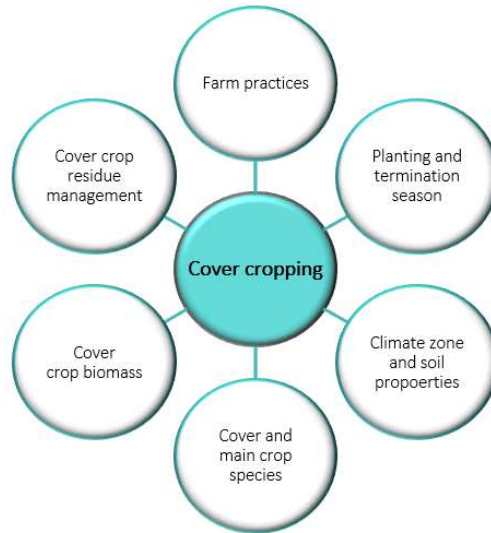 Farm practices
Cover crop
residue
management
Planting and
termination
season
Cover cropping
Cover
crop biomass
Climate zone
and soil
propoerties
Cover and
main crop
species